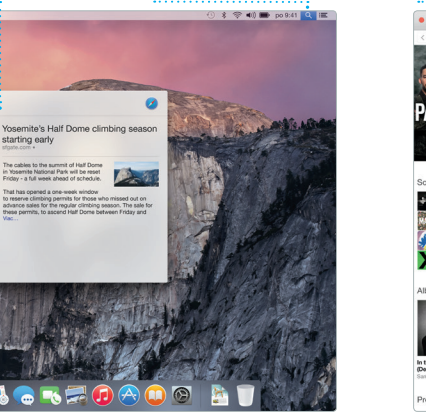 po 9:41
Yosemite's Half Dome climbing season
starting early
sfgate.com
The cables to the summit of Half Dome
in Yosemite National Park will be reset
Friday - a full week ahead of schedule.
That has opened a one-week window
to reserve climbing permits for those who missed out on
advance sales for the regular climbing season. The sale for
these permits, to ascend Half Dome between Friday and
Viac...